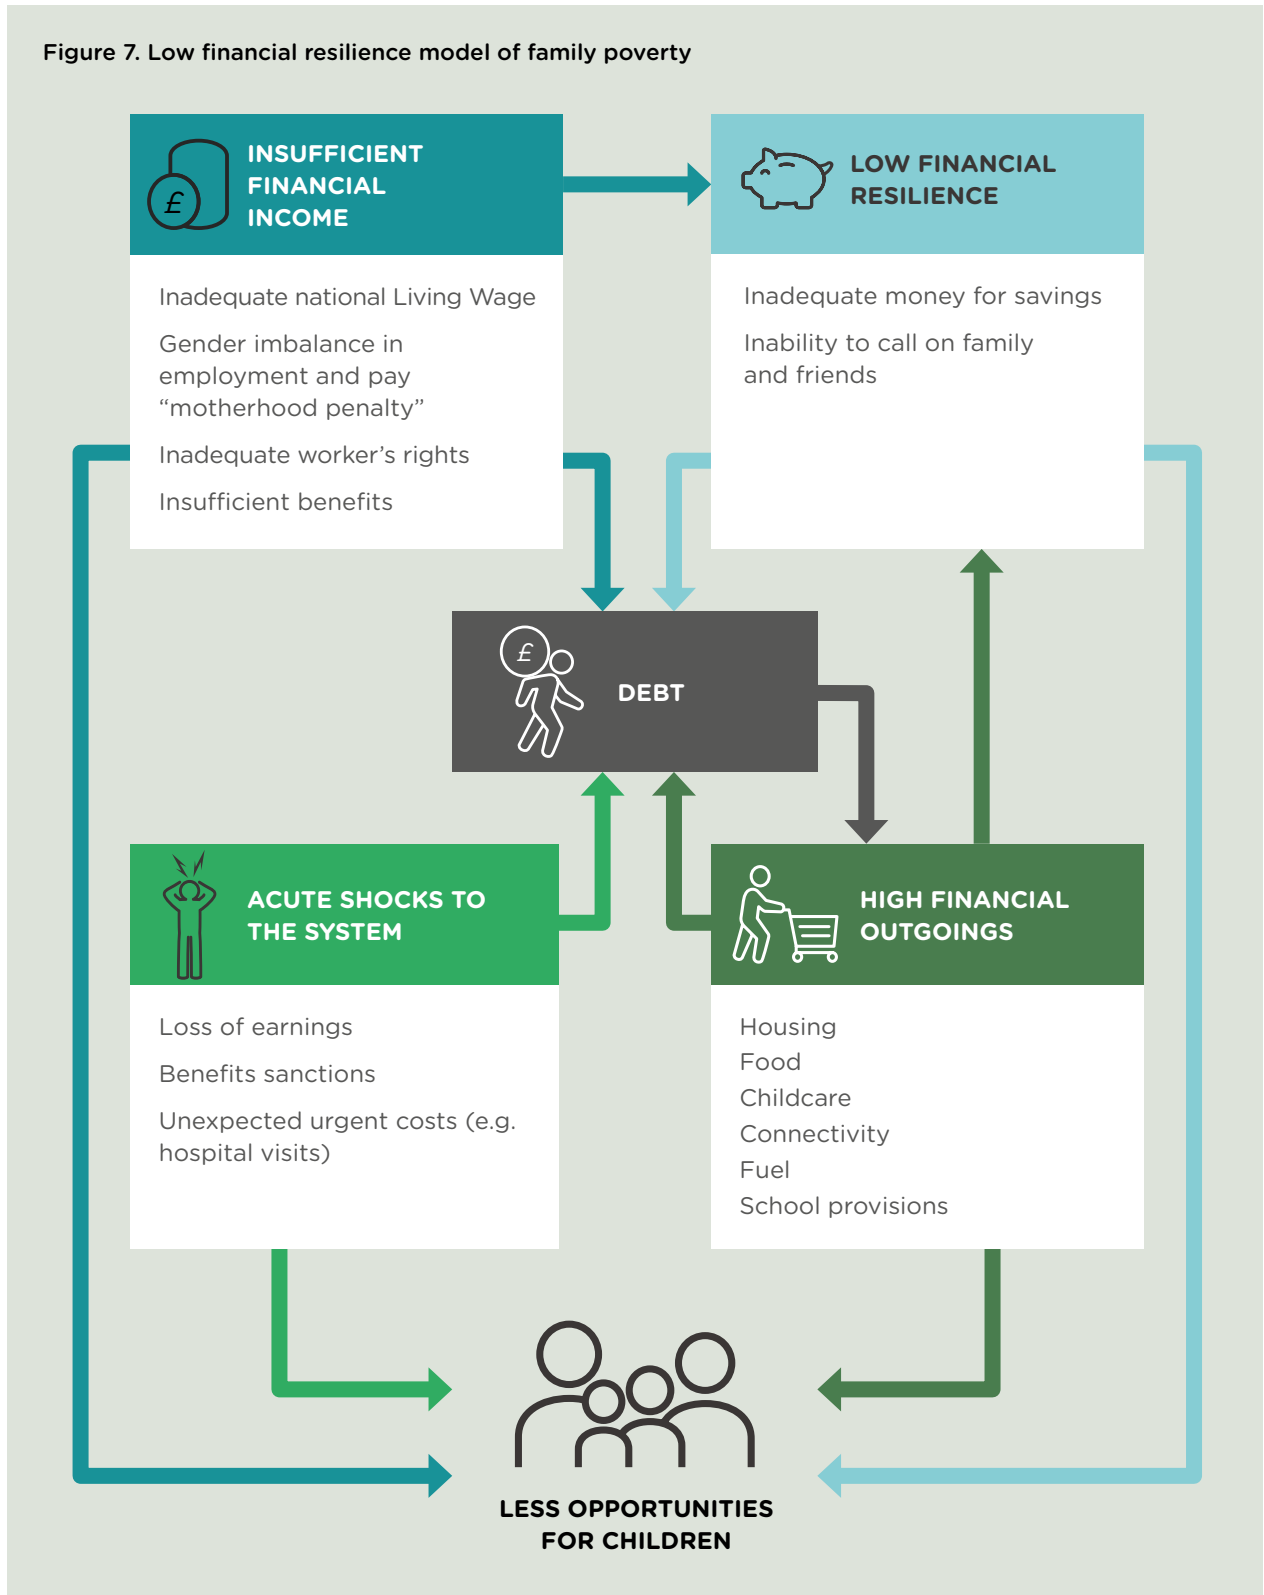 Figure 7. Low financial resilience model of family poverty
£
INSUFFICIENT
FINANCIAL
INCOME
Inadequate national Living Wage
Gender imbalance in
employment and pay
“motherhood penalty”
Inadequate worker’s rights
Insufficient benefits
LOW FINANCIAL
RESILIENCE
Inadequate money for savings
Inability to call on family
and friends
£
DEBT
ACUTE SHOCKS TO
THE SYSTEM
Loss of earnings
Benefits sanctions
Unexpected urgent costs (e.g.
hospital visits)
HIGH FINANCIAL
OUTGOINGS
Housing
Food
Childcare
Connectivity
Fuel
School provisions
LESS OPPORTUNITIES
FOR CHILDREN